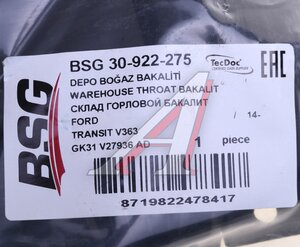 BSG 30-922-275
TecDoc
EAC
DEPO BOĞAZ BAKALİTİ
WAREHOUSE THROAT BAKALIT
СКЛАД ГОРЛОВОЙ БАКАЛИТ
FORD
TRANSIT V363 / 14-
GK31 V27936 AD 1 piece
BSG
8719822478417